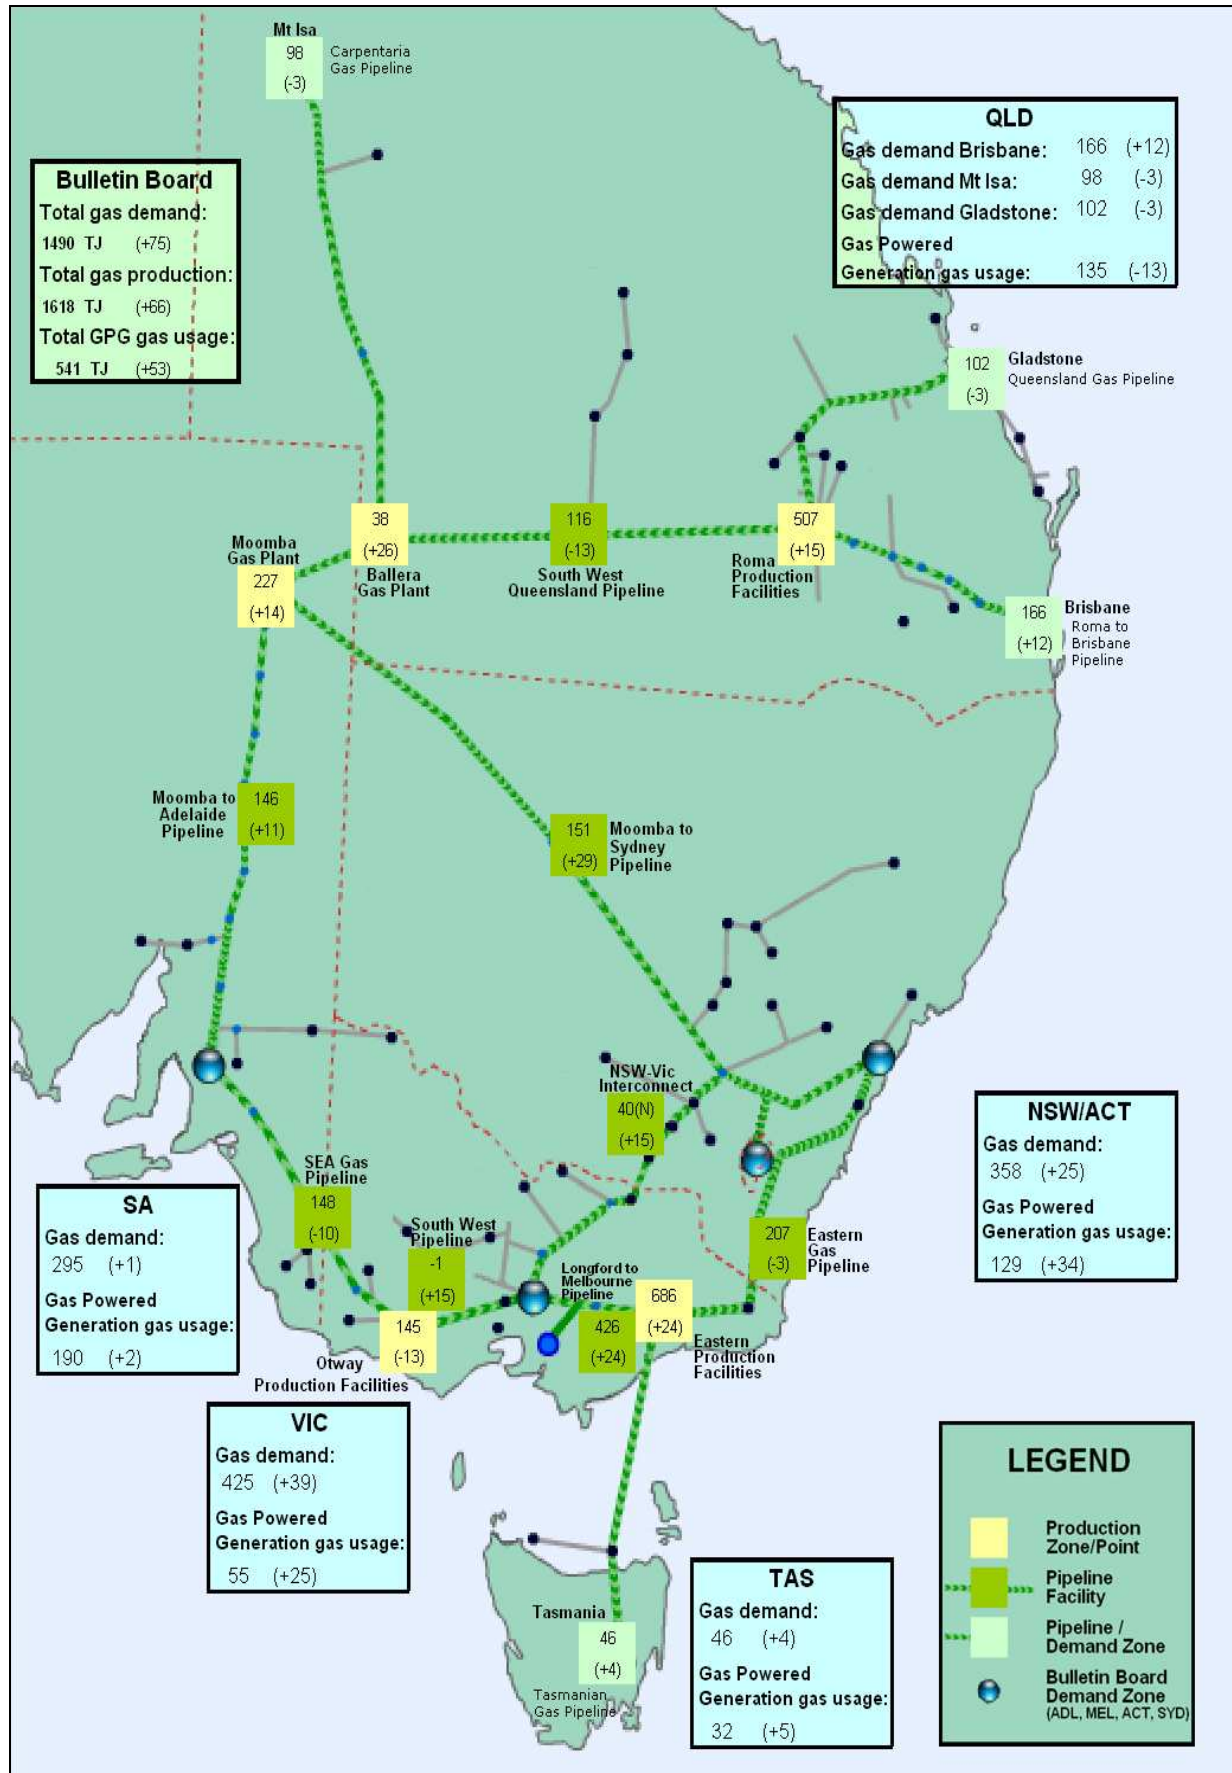 Mt Isa
98
(-3)
Carpentaria
Gas Pipeline
QLD
Gas demand Brisbane: 166 (+12)
Gas demand Mt Isa: 98 (-3)
Gas demand Gladstone: 102 (-3)
Gas Powered
Generation gas usage: 135 (-13)
Bulletin Board
Total gas demand:
1490 TJ (+75)
Total gas production:
1618 TJ (+66)
Total GPG gas usage:
541 TJ (+53)
102
(-3)
Gladstone
Queensland Gas Pipeline
38
(+26)
Ballera
Gas Plant
116
(-13)
South West
Queensland Pipeline
507
(+15)
Roma
Production
Facilities
Moomba
Gas Plant
227
(+14)
166
(+12)
Brisbane
Roma to
Brisbane
Pipeline
Moomba to
Adelaide
Pipeline
146
(+11)
151
(+29)
Moomba to
Sydney
Pipeline
NSW-Vic
Interconnect
40(N)
(+15)
NSW/ACT
Gas demand:
358 (+25)
Gas Powered
Generation gas usage:
129 (+34)
SEA Gas
Pipeline
148
(-10)
SA
Gas demand:
295 (+1)
Gas Powered
Generation gas usage:
190 (+2)
South West
Pipeline
-1
(+15)
Longford to
Melbourne
Pipeline
426
(+24)
207
(-3)
Eastern
Gas
Pipeline
686
(+24)
Eastern
Production
Facilities
145
(-13)
Otway
Production Facilities
VIC
Gas demand:
425 (+39)
Gas Powered
Generation gas usage:
55 (+25)
Tasmania
46
(+4)
Tasmanian
Gas Pipeline
TAS
Gas demand:
46 (+4)
Gas Powered
Generation gas usage:
32 (+5)
LEGEND
Production
Zone/Point
Pipeline
Facility
Pipeline /
Demand Zone
Bulletin Board
Demand Zone
(ADL, MEL, ACT, SYD)